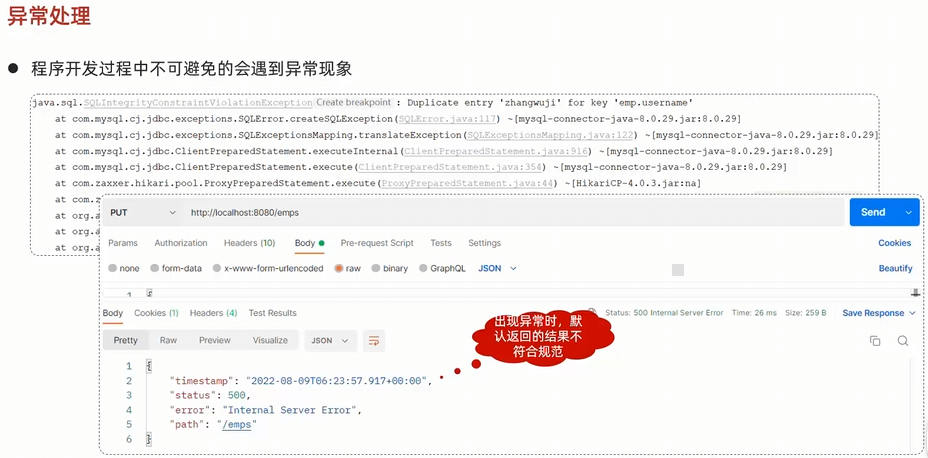 异常处理
● 程序开发过程中不可避免的会遇到异常现象
java.sql.SQLIntegrityConstraintViolationException Create breakpoint : Duplicate entry 'zhangwuji' for key 'emp.username'
at com.mysql.cj.jdbc.exceptions.SQLError.createSQLException(SQLError.java:117) ~[mysql-connector-java-8.0.29.jar:8.0.29]
at com.mysql.cj.jdbc.exceptions.SQLExceptionsMapping.translateException(SQLExceptionsMapping.java:122) ~[mysql-connector-java-8.0.29.jar:8.0.29]
at com.mysql.cj.jdbc.ClientPreparedStatement.executeInternal(ClientPreparedStatement.java:916) ~[mysql-connector-java-8.0.29.jar:8.0.29]
at com.mysql.cj.jdbc.ClientPreparedStatement.execute(ClientPreparedStatement.java:354) ~[mysql-connector-java-8.0.29.jar:8.0.29]
at com.zaxxer.hikari.pool.ProxyPreparedStatement.execute(ProxyPreparedStatement.java:44) ~[HikariCP-4.0.3.jar:na]
at com.z
at org.a
at org.a
at org.a
PUT http://localhost:8080/emps Send
Params Authorization Headers (10) Body Pre-request Script Tests Settings Cookies
none form-data x-www-form-urlencoded raw binary GraphQL JSON Beautify
1 {
Body Cookies (1) Headers (4) Test Results Status: 500 Internal Server Error Time: 26 ms Size: 259 B Save Response
出现异常时，默
认返回的结果不
符合规范
Pretty Raw Preview Visualize JSON
1 {
2 "timestamp": "2022-08-09T06:23:57.917+00:00",
3 "status": 500,
4 "error": "Internal Server Error",
5 "path": "/emps"
6 }